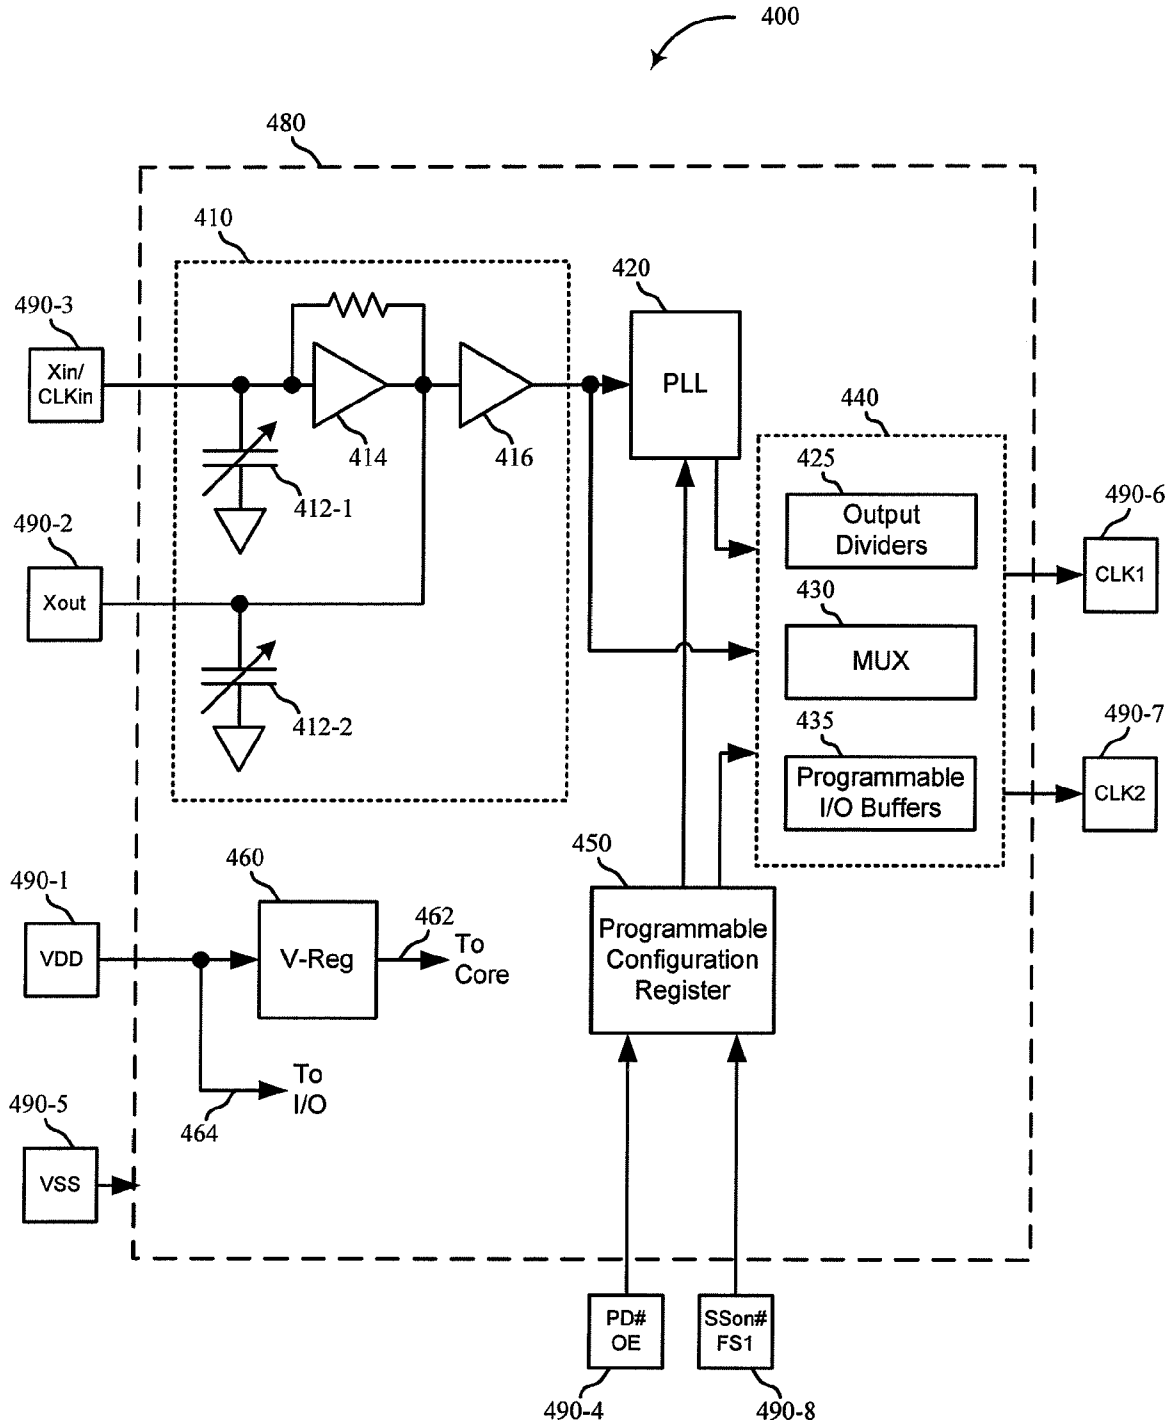 400
480
410
490-3
Xin/
CLKin
414
416
412-1
420
PLL
440
425
Output
Dividers
490-6
CLK1
490-2
Xout
430
MUX
412-2
435
Programmable
I/O Buffers
490-7
CLK2
450
Programmable
Configuration
Register
490-1
VDD
460
V-Reg
462
To
Core
To
I/O
464
490-5
VSS
PD#
OE
SSon#
FS1
490-4
490-8